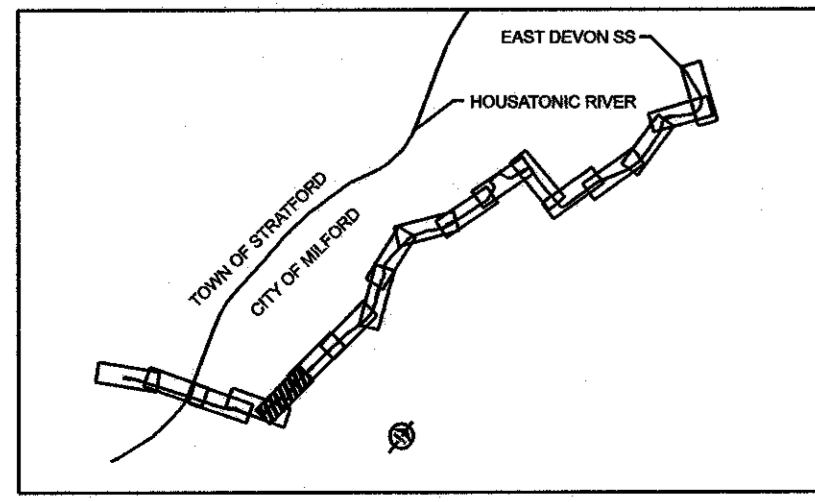 EAST DEVON SS
HOUSATONIC RIVER
TOWN OF STRATFORD
CITY OF MILFORD